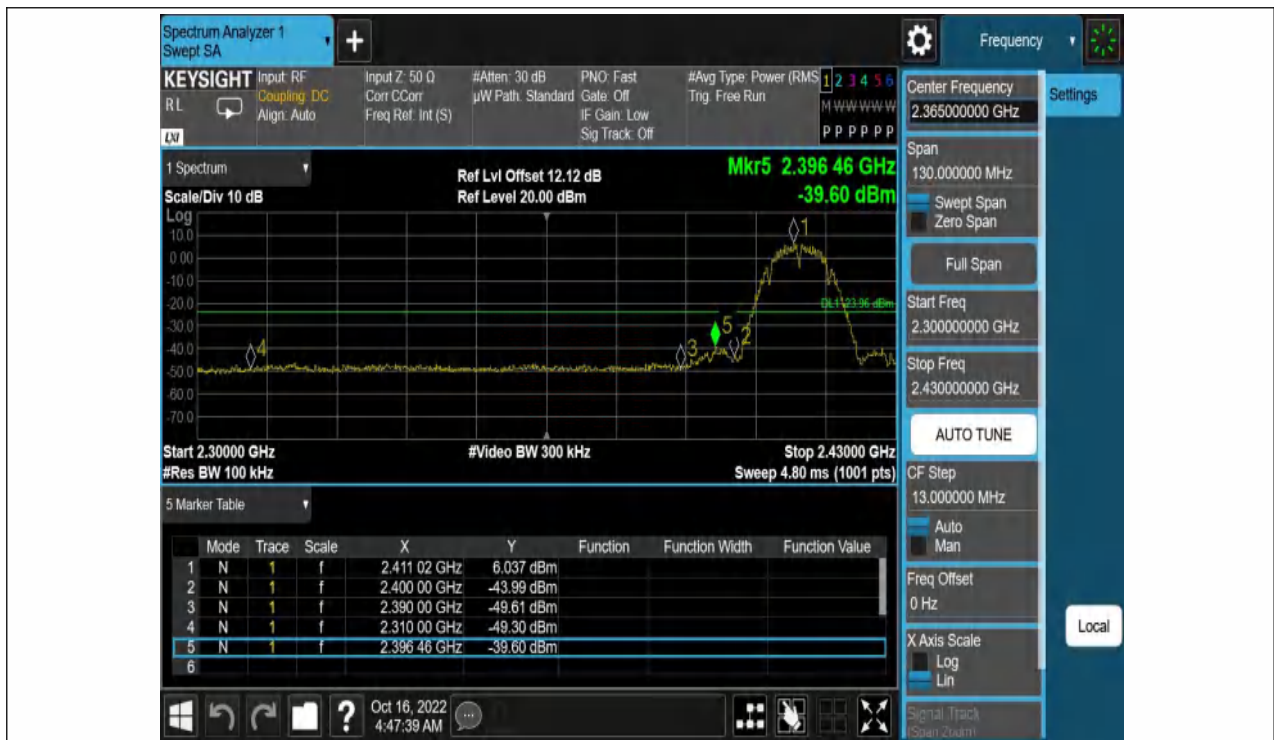 Spectrum Analyzer 1
Swept SA
Frequency
KEYSIGHT
RL
LXI
Input: RF
Coupling: DC
Align: Auto
Input Z: 50 Ω
Corr CCorr
Freq Ref: Int (S)
#Atten: 30 dB
µW Path: Standard
PNO: Fast
Gate: Off
IF Gain: Low
Sig Track: Off
#Avg Type: Power (RMS
Trig: Free Run
1 2 3 4 5 6
M W W W W W
P P P P P P
1 Spectrum
Scale/Div 10 dB
Ref Lvl Offset 12.12 dB
Ref Level 20.00 dBm
Mkr5 2.396 46 GHz
-39.60 dBm
Log
10.0
0.00
-10.0
-20.0
-30.0
-40.0
-50.0
-60.0
-70.0
1
2
3
4
5
DL1 -23.96 dBm
Start 2.30000 GHz
#Video BW 300 kHz
Stop 2.43000 GHz
#Res BW 100 kHz
Sweep 4.80 ms (1001 pts)
5 Marker Table
Mode Trace Scale X Y Function Function Width Function Value
1 N 1 f 2.411 02 GHz 6.037 dBm
2 N 1 f 2.400 00 GHz -43.99 dBm
3 N 1 f 2.390 00 GHz -49.61 dBm
4 N 1 f 2.310 00 GHz -49.30 dBm
5 N 1 f 2.396 46 GHz -39.60 dBm
6
Oct 16, 2022
4:47:39 AM
Center Frequency
2.365000000 GHz
Settings
Span
130.000000 MHz
Swept Span
Zero Span
Full Span
Start Freq
2.300000000 GHz
Stop Freq
2.430000000 GHz
AUTO TUNE
CF Step
13.000000 MHz
Auto
Man
Freq Offset
0 Hz
X Axis Scale
Log
Lin
Local
Signal Track
(Span Zoom)